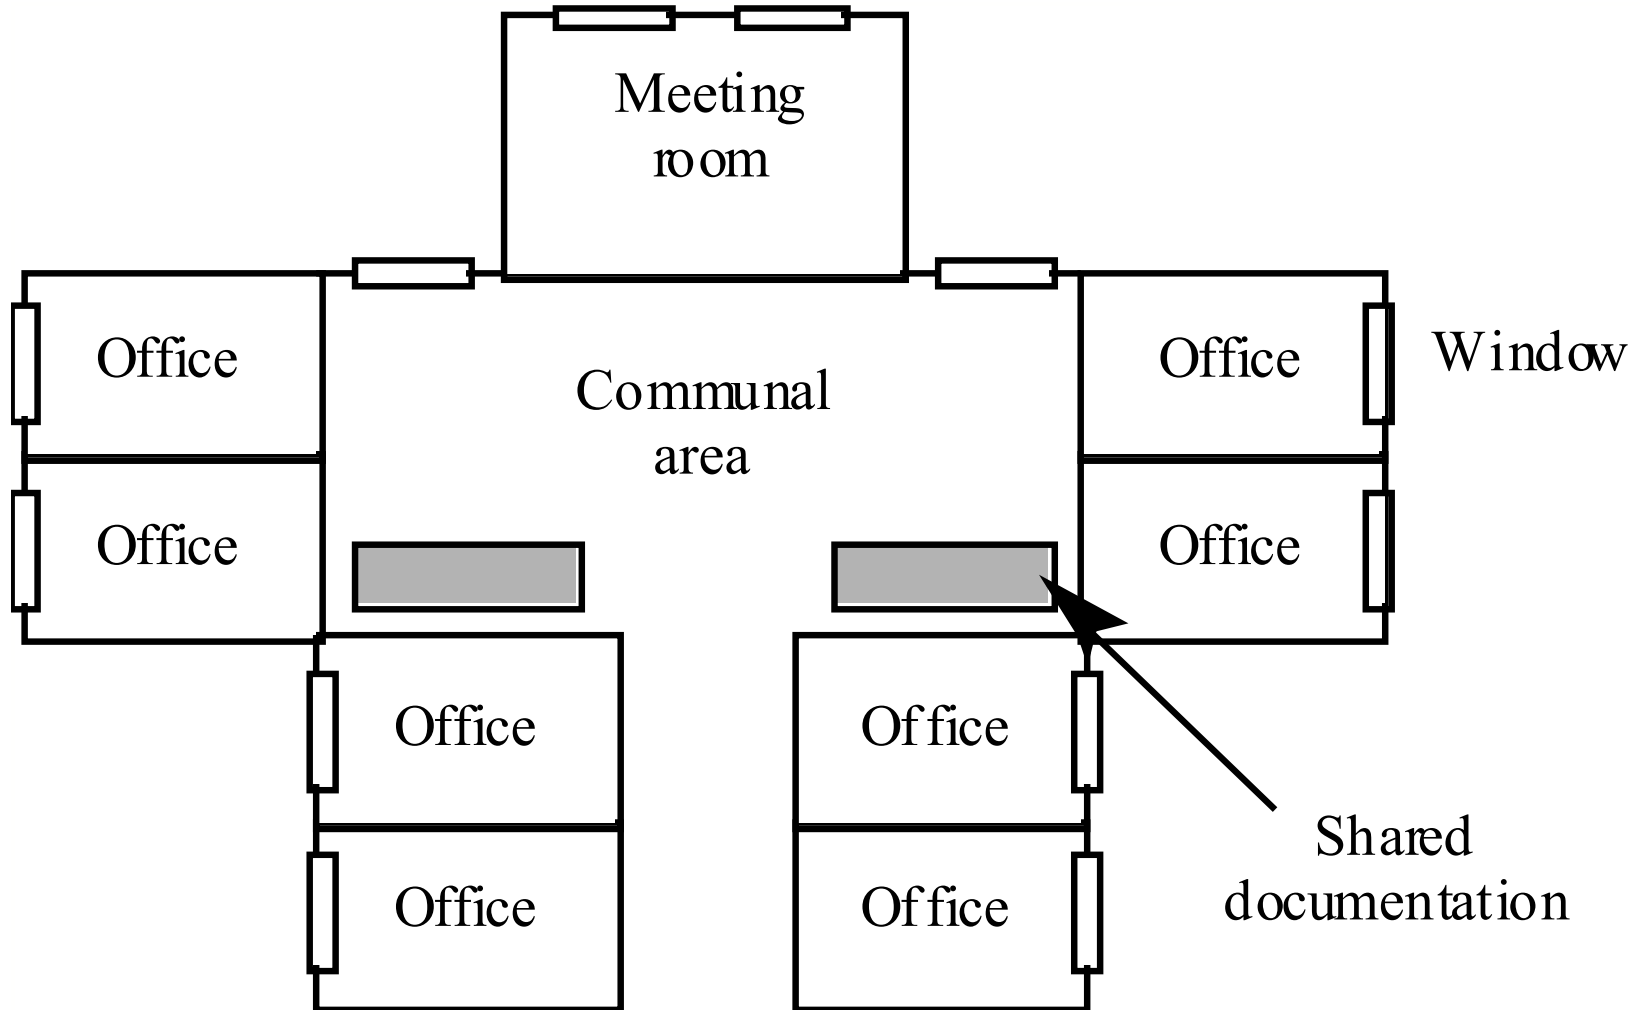 Meeting
room
Office
Office
Window
Communal
area
Office
Office
Office
Office
Shared
documentation
Office
Office